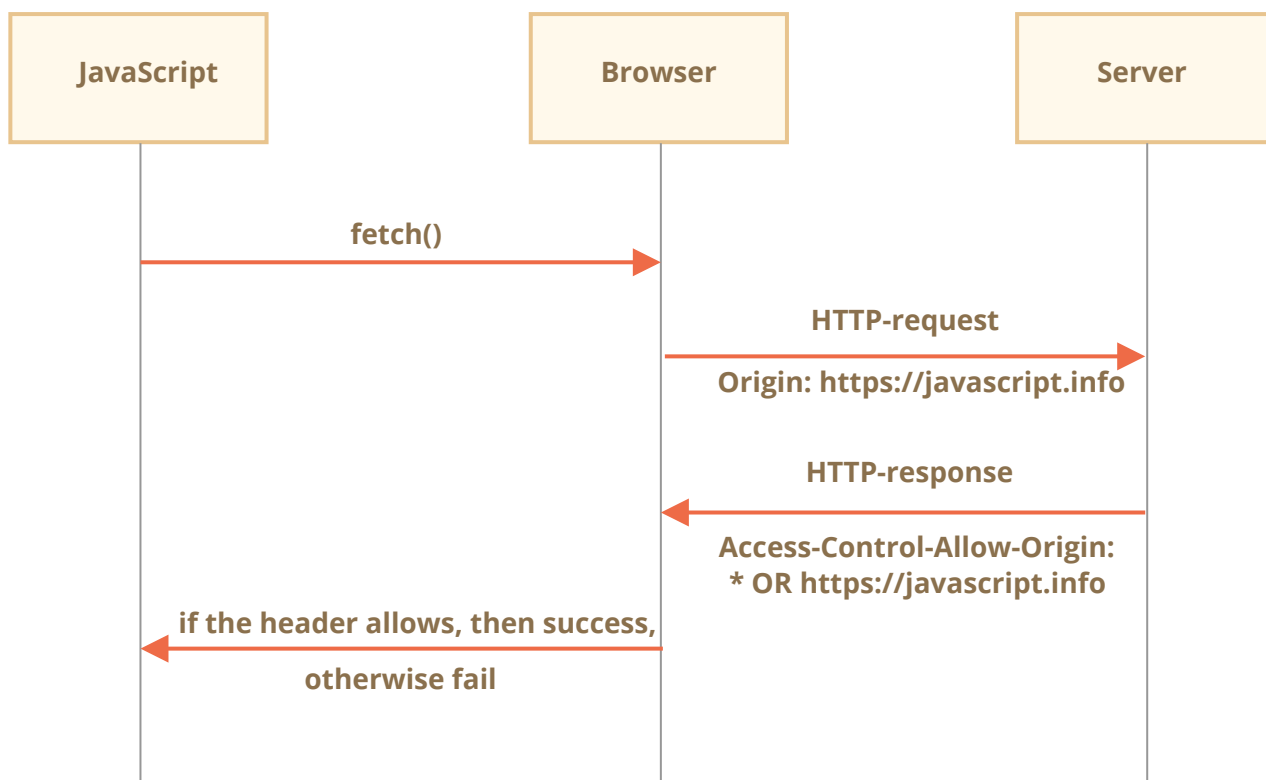 JavaScript
Browser
Server
fetch()
HTTP-request
Origin: https://javascript.info
HTTP-response
Access-Control-Allow-Origin:
* OR https://javascript.info
if the header allows, then success,
otherwise fail